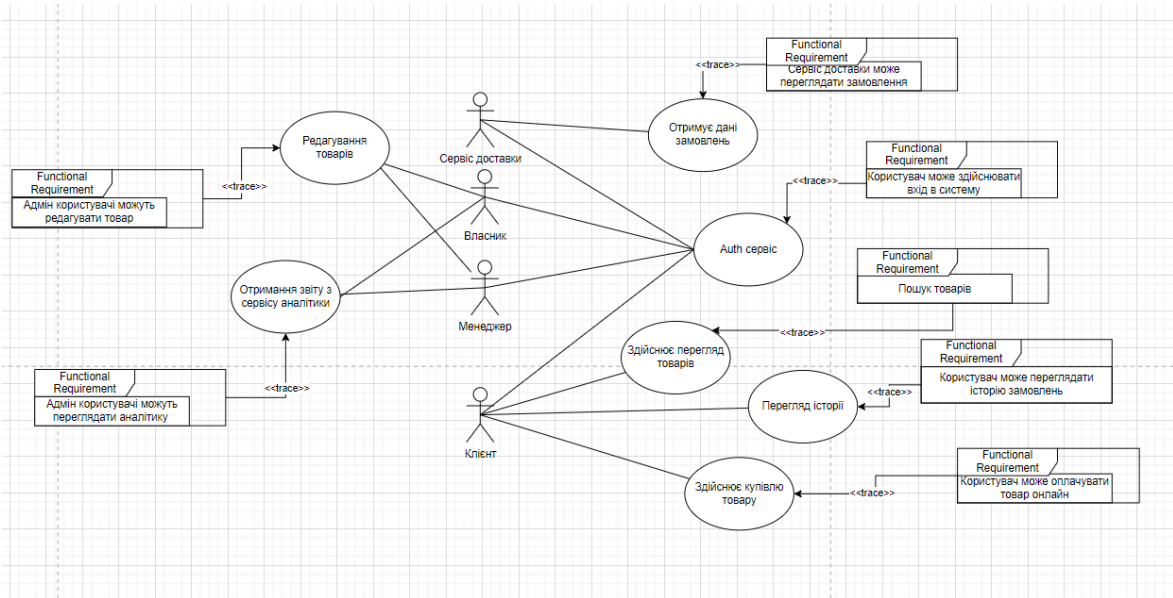 Functional
Requirement
<<trace>>
Сервіс доставки може
переглядати замовлення
Отримує дані
замовлень
Редагування
товарів
Сервіс доставки
Functional
Requirement
<<trace>>
Користувач може здійснювати
вхід в систему
Functional
Requirement
<<trace>>
Адмін користувачі можуть
редагувати товар
Власник
Auth сервіс
Functional
Requirement
Пошук товарів
Отримання звіту з
сервісу аналітики
Менеджер
<<trace>>
Здійснює перегляд
товарів
Functional
Requirement
Користувач може переглядати
історію замовлень
<<trace>>
Functional
Requirement
<<trace>>
Адмін користувачі можуть
переглядати аналітику
Перегляд історії
Клієнт
Functional
Requirement
Користувач може оплачувати
товар онлайн
<<trace>>
Здійснює купівлю
товару